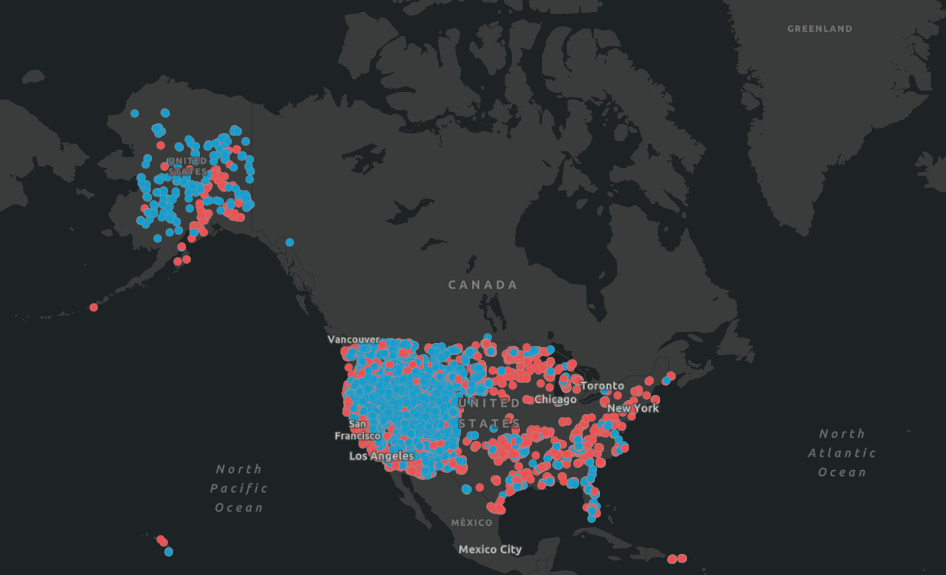 GREENLAND
UNITED
STATES
CANADA
Vancouver
Toronto
UNITED
Chicago
New York
STATES
San
Francisco
Los Angeles
North
Atlantic
Ocean
North
Pacific
Ocean
MÉXICO
Mexico City